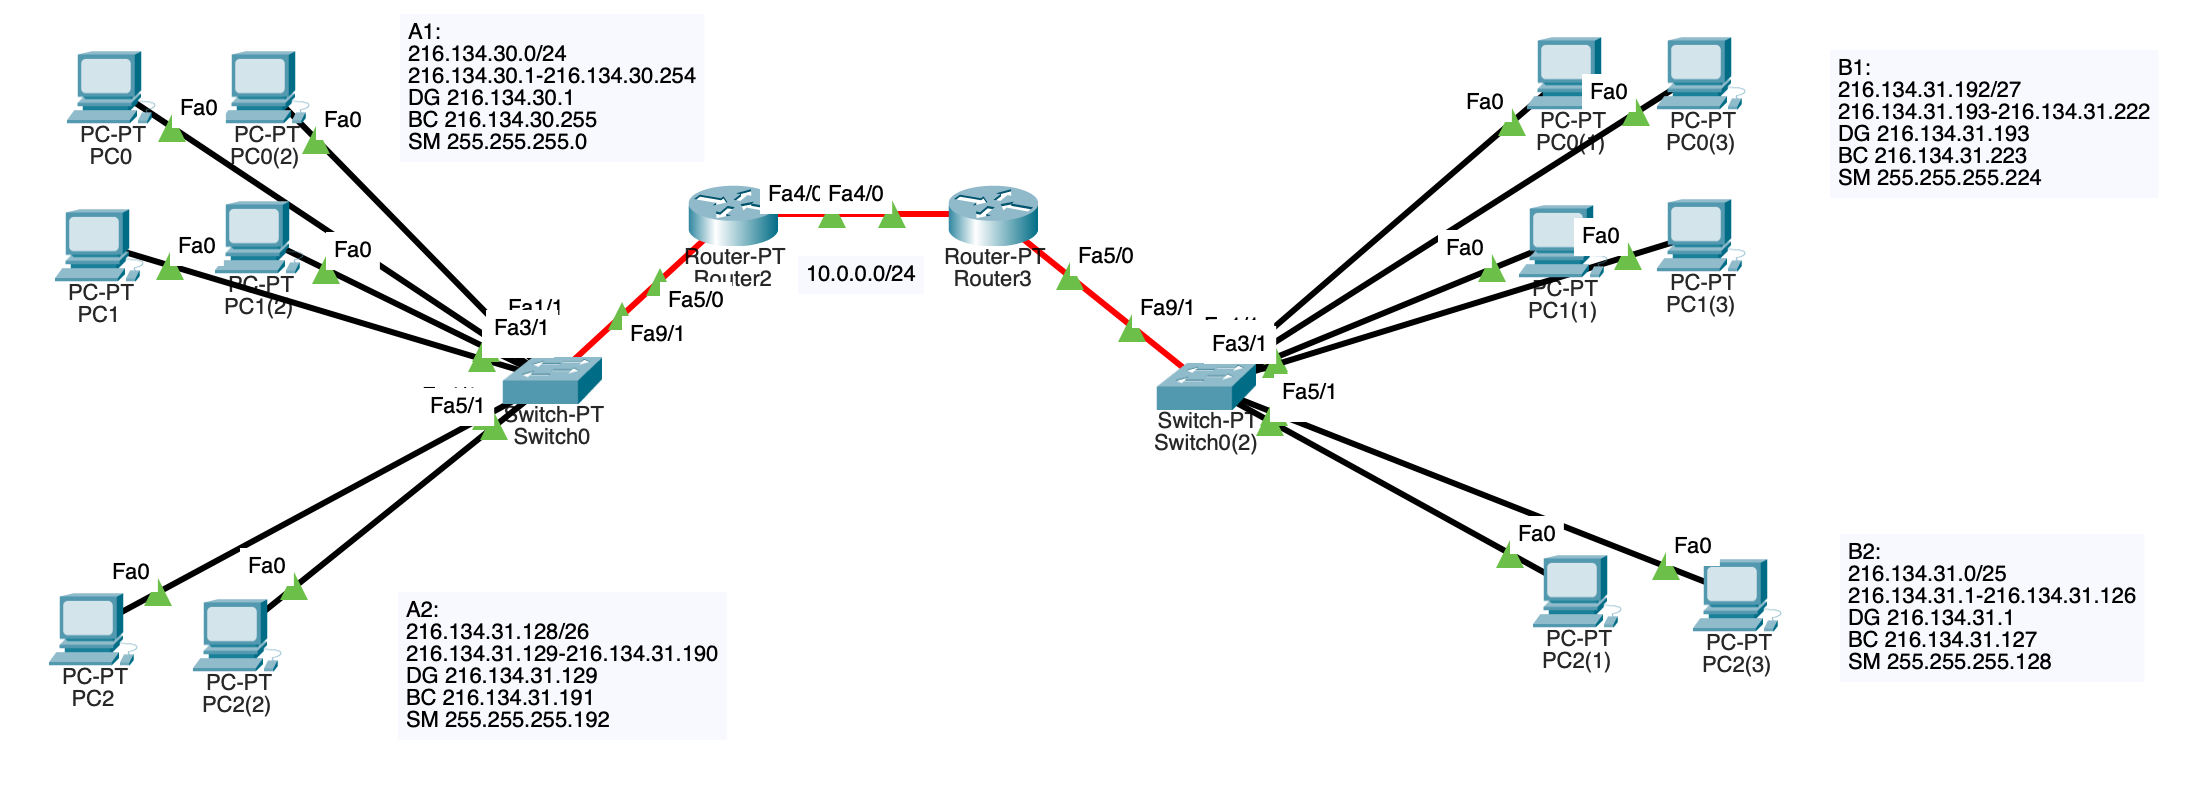 A1:
216.134.30.0/24
216.134.30.1-216.134.30.254
DG 216.134.30.1
BC 216.134.30.255
SM 255.255.255.0
Fa0
PC-PT
PC0
Fa0
PC-PT
PC0(2)
Fa0
PC-PT
PC1
Fa0
PC-PT
PC1(2)
Fa1/1
Fa3/1
Fa5/1
Switch-PT
Switch0
Fa9/1
Fa5/0
Router-PT
Router2
Fa4/0
Fa4/0
10.0.0.0/24
Router-PT
Router3
Fa5/0
Fa9/1
Fa3/1
Fa5/1
Switch-PT
Switch0(2)
Fa0
PC-PT
PC0(1)
Fa0
PC-PT
PC0(3)
Fa0
PC-PT
PC1(1)
Fa0
PC-PT
PC1(3)
B1:
216.134.31.192/27
216.134.31.193-216.134.31.222
DG 216.134.31.193
BC 216.134.31.223
SM 255.255.255.224
Fa0
PC-PT
PC2
Fa0
PC-PT
PC2(2)
A2:
216.134.31.128/26
216.134.31.129-216.134.31.190
DG 216.134.31.129
BC 216.134.31.191
SM 255.255.255.192
Fa0
PC-PT
PC2(1)
Fa0
PC-PT
PC2(3)
B2:
216.134.31.0/25
216.134.31.1-216.134.31.126
DG 216.134.31.1
BC 216.134.31.127
SM 255.255.255.128